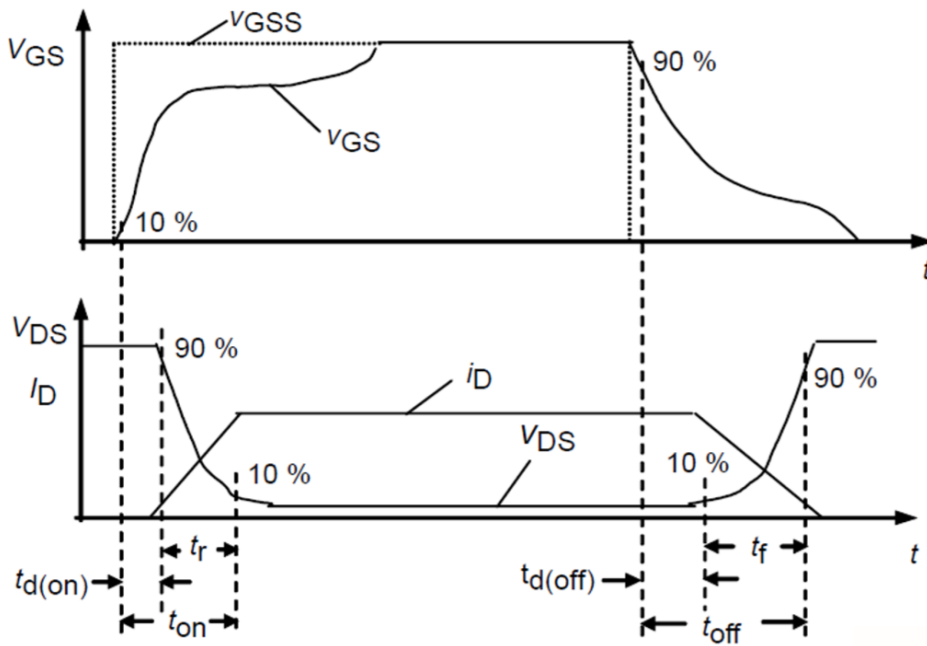 vGSS
VGS
90 %
vGS
10 %
t
VDS
90 %
ID
iD
90 %
VDS
10 %
10 %
tr
tf
t
td(on)
td(off)
ton
toff